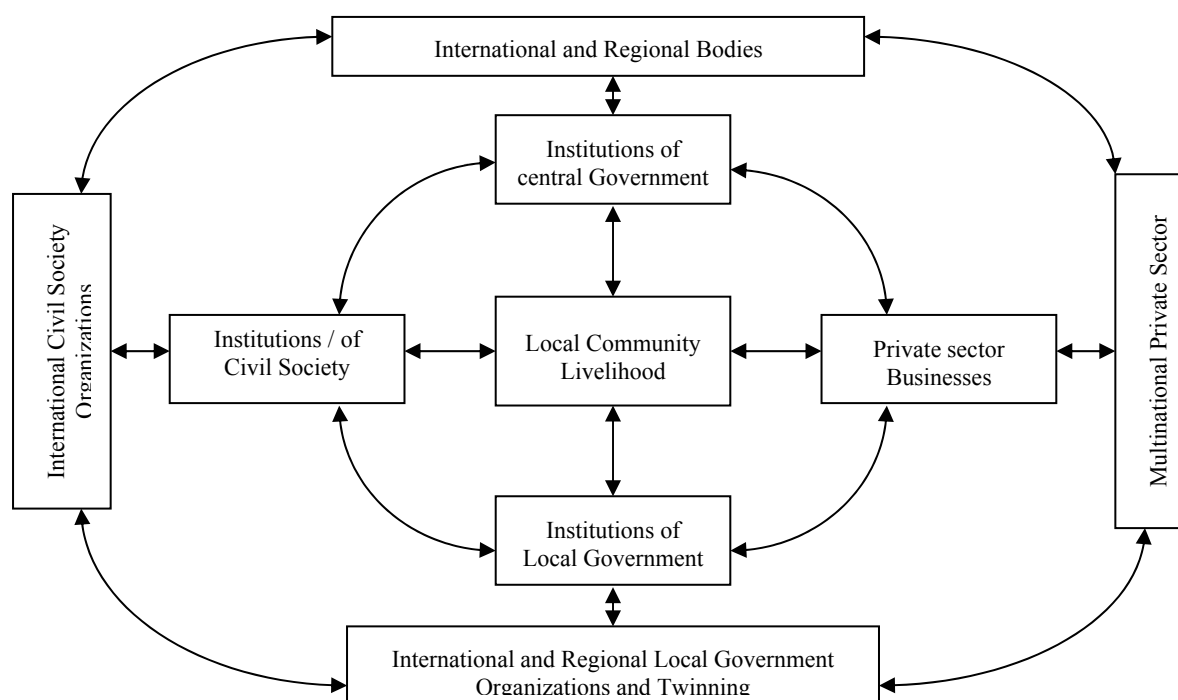 International and Regional Bodies
Institutions of
central Government
International Civil Society
Organizations
Institutions / of
Civil Society
Local Community
Livelihood
Private sector
Businesses
Multinational Private Sector
Institutions of
Local Government
International and Regional Local Government
Organizations and Twinning